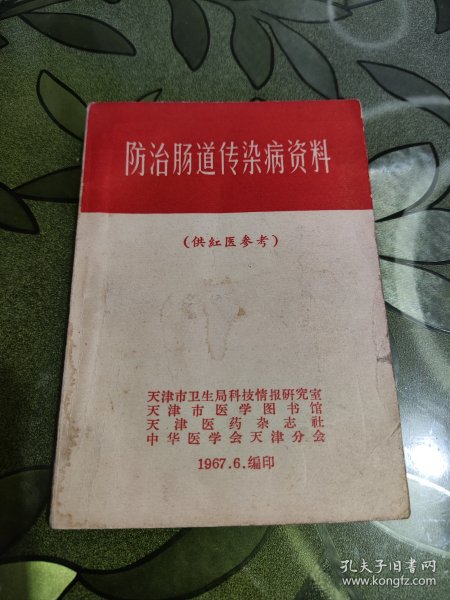 防治肠道传染病资料
(供红医参考)
天津市卫生局科技情报研究室
天津市医学图书馆
天津医药杂志社
中华医学会天津分会
1967.6.编印
孔夫子旧书网
www.kongfz.com